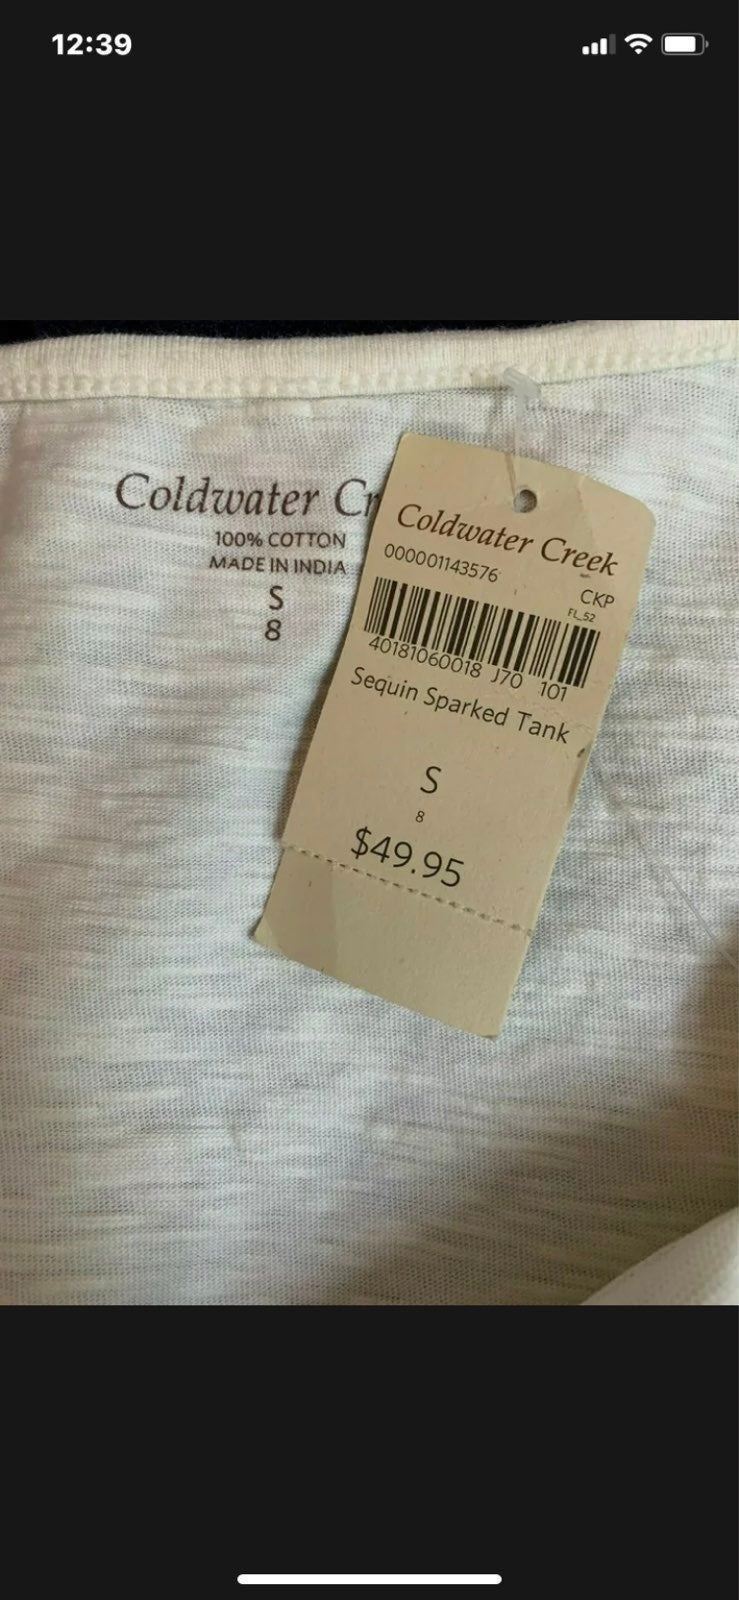 12:39
Coldwater Cr
100% COTTON
MADE IN INDIA
S
8
Coldwater Creek
000001143576
CKP
FL_52
40181060018 J70 101
Sequin Sparked Tank
S
8
$49.95